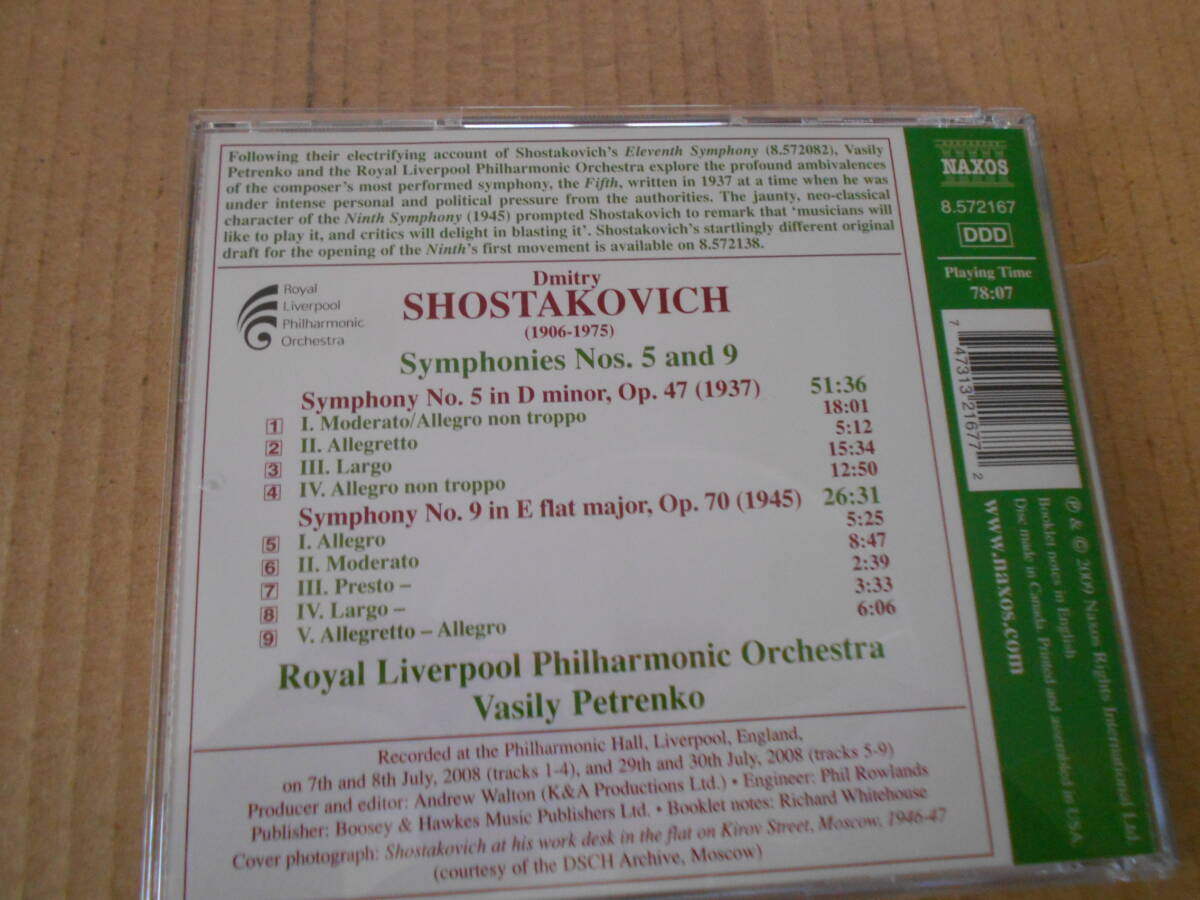 Following their electrifying account of Shostakovich's Eleventh Symphony (8.572082), Vasily
Petrenko and the Royal Liverpool Philharmonic Orchestra explore the profound ambivalences
of the composer's most performed symphony, the Fifth, written in 1937 at a time when he was
under intense personal and political pressure from the authorities. The jaunty, neo-classical
character of the Ninth Symphony (1945) prompted Shostakovich to remark that 'musicians will
like to play it, and critics will delight in blasting it'. Shostakovich's startlingly different original
draft for the opening of the Ninth's first movement is available on 8.572138.
Royal
Liverpool
Philharmonic
Orchestra
Dmitry
SHOSTAKOVICH
(1906-1975)
Symphonies Nos. 5 and 9
Symphony No. 5 in D minor, Op. 47 (1937) 51:36
1 I. Moderato/Allegro non troppo 18:01
2 II. Allegretto 5:12
3 III. Largo 15:34
4 IV. Allegro non troppo 12:50
Symphony No. 9 in E flat major, Op. 70 (1945) 26:31
5 I. Allegro 5:25
6 II. Moderato 8:47
7 III. Presto – 2:39
8 IV. Largo – 3:33
9 V. Allegretto – Allegro 6:06
Royal Liverpool Philharmonic Orchestra
Vasily Petrenko
Recorded at the Philharmonic Hall, Liverpool, England,
on 7th and 8th July, 2008 (tracks 1-4), and 29th and 30th July, 2008 (tracks 5-9)
Producer and editor: Andrew Walton (K&A Productions Ltd.) • Engineer: Phil Rowlands
Publisher: Boosey & Hawkes Music Publishers Ltd. • Booklet notes: Richard Whitehouse
Cover photograph: Shostakovich at his work desk in the flat on Kirov Street, Moscow, 1946-47
(courtesy of the DSCH Archive, Moscow)
NAXOS
8.572167
DDD
Playing Time
78:07
7 47313 21677 2
℗ & © 2009 Naxos Rights International Ltd.
Booklet notes in English
Disc made in Canada. Printed and assembled in USA.
www.naxos.com